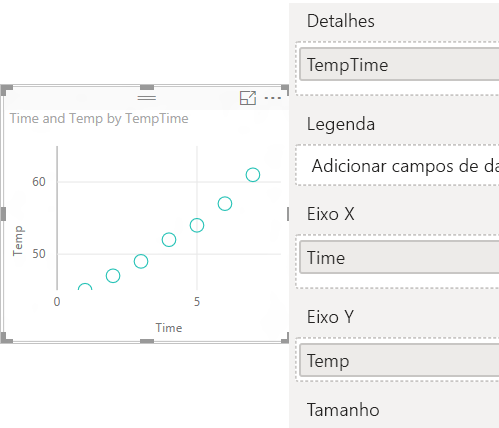 Time and Temp by TempTime
Temp
60
50
0
5
Time
Detalhes
TempTime
Legenda
Adicionar campos de da
Eixo X
Time
Eixo Y
Temp
Tamanho